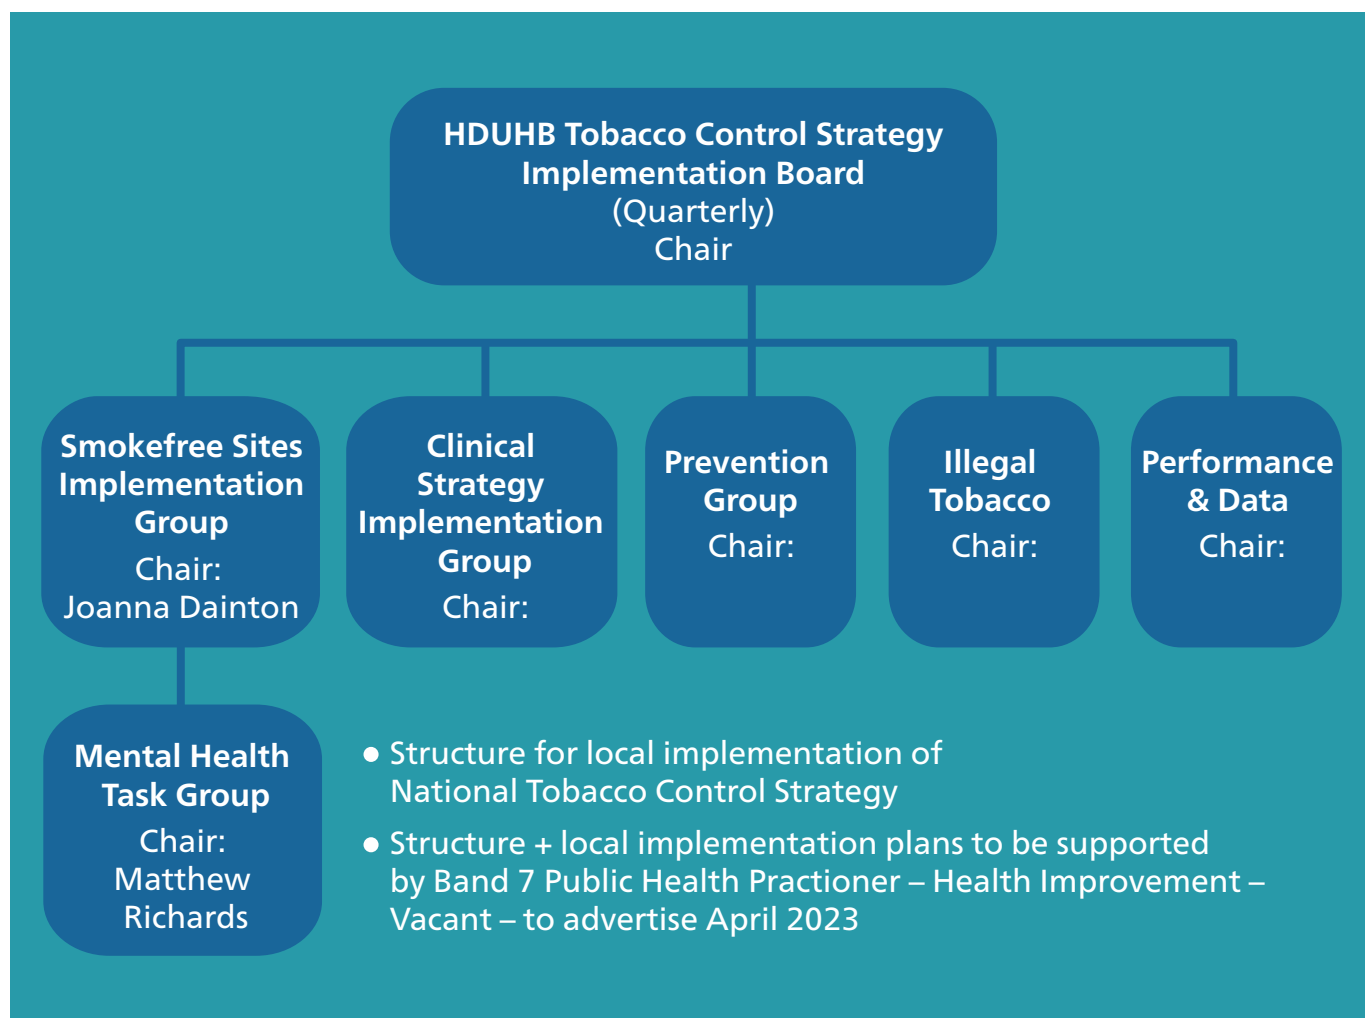 HDUHB Tobacco Control Strategy
Implementation Board
(Quarterly)
Chair
Smokefree Sites
Implementation
Group
Chair:
Joanna Dainton
Clinical
Strategy
Implementation
Group
Chair:
Prevention
Group
Chair:
Illegal
Tobacco
Chair:
Performance
& Data
Chair:
Mental Health
Task Group
Chair:
Matthew
Richards
● Structure for local implementation of
National Tobacco Control Strategy
● Structure + local implementation plans to be supported
by Band 7 Public Health Practioner – Health Improvement –
Vacant – to advertise April 2023